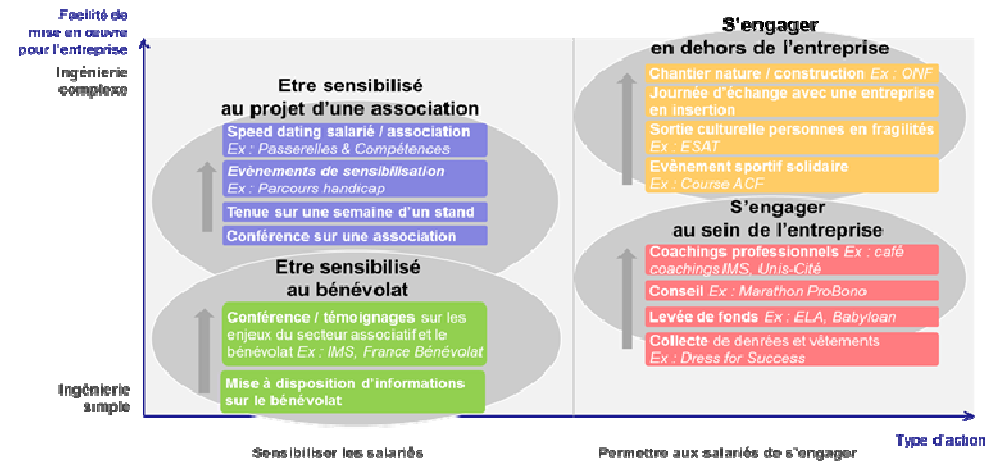 Facilité de
mise en œuvre
pour l'entreprise
Ingénierie
complexe
Etre sensibilisé
au projet d'une association
Speed dating salarié / association
Ex : Passerelles & Compétences
Evènements de sensibilisation
Ex : Parcours handicap
Tenue sur une semaine d'un stand
Conférence sur une association
Etre sensibilisé
au bénévolat
Conférence / témoignages sur les
enjeux du secteur associatif et le
bénévolat Ex : IMS, France Bénévolat
Mise à disposition d'informations
sur le bénévolat
S'engager
en dehors de l'entreprise
Chantier nature / construction Ex : ONF
Journée d'échange avec une entreprise
en insertion
Sortie culturelle personnes en fragilités
Ex : ESAT
Evènement sportif solidaire
Ex : Course ACF
S'engager
au sein de l'entreprise
Coachings professionnels Ex : café
coachings IMS, Unis-Cité
Conseil Ex : Marathon ProBono
Levée de fonds Ex : ELA, Babyloan
Collecte de denrées et vêtements
Ex : Dress for Success
Ingénierie
simple
Type d'action
Sensibiliser les salariés
Permettre aux salariés de s'engager